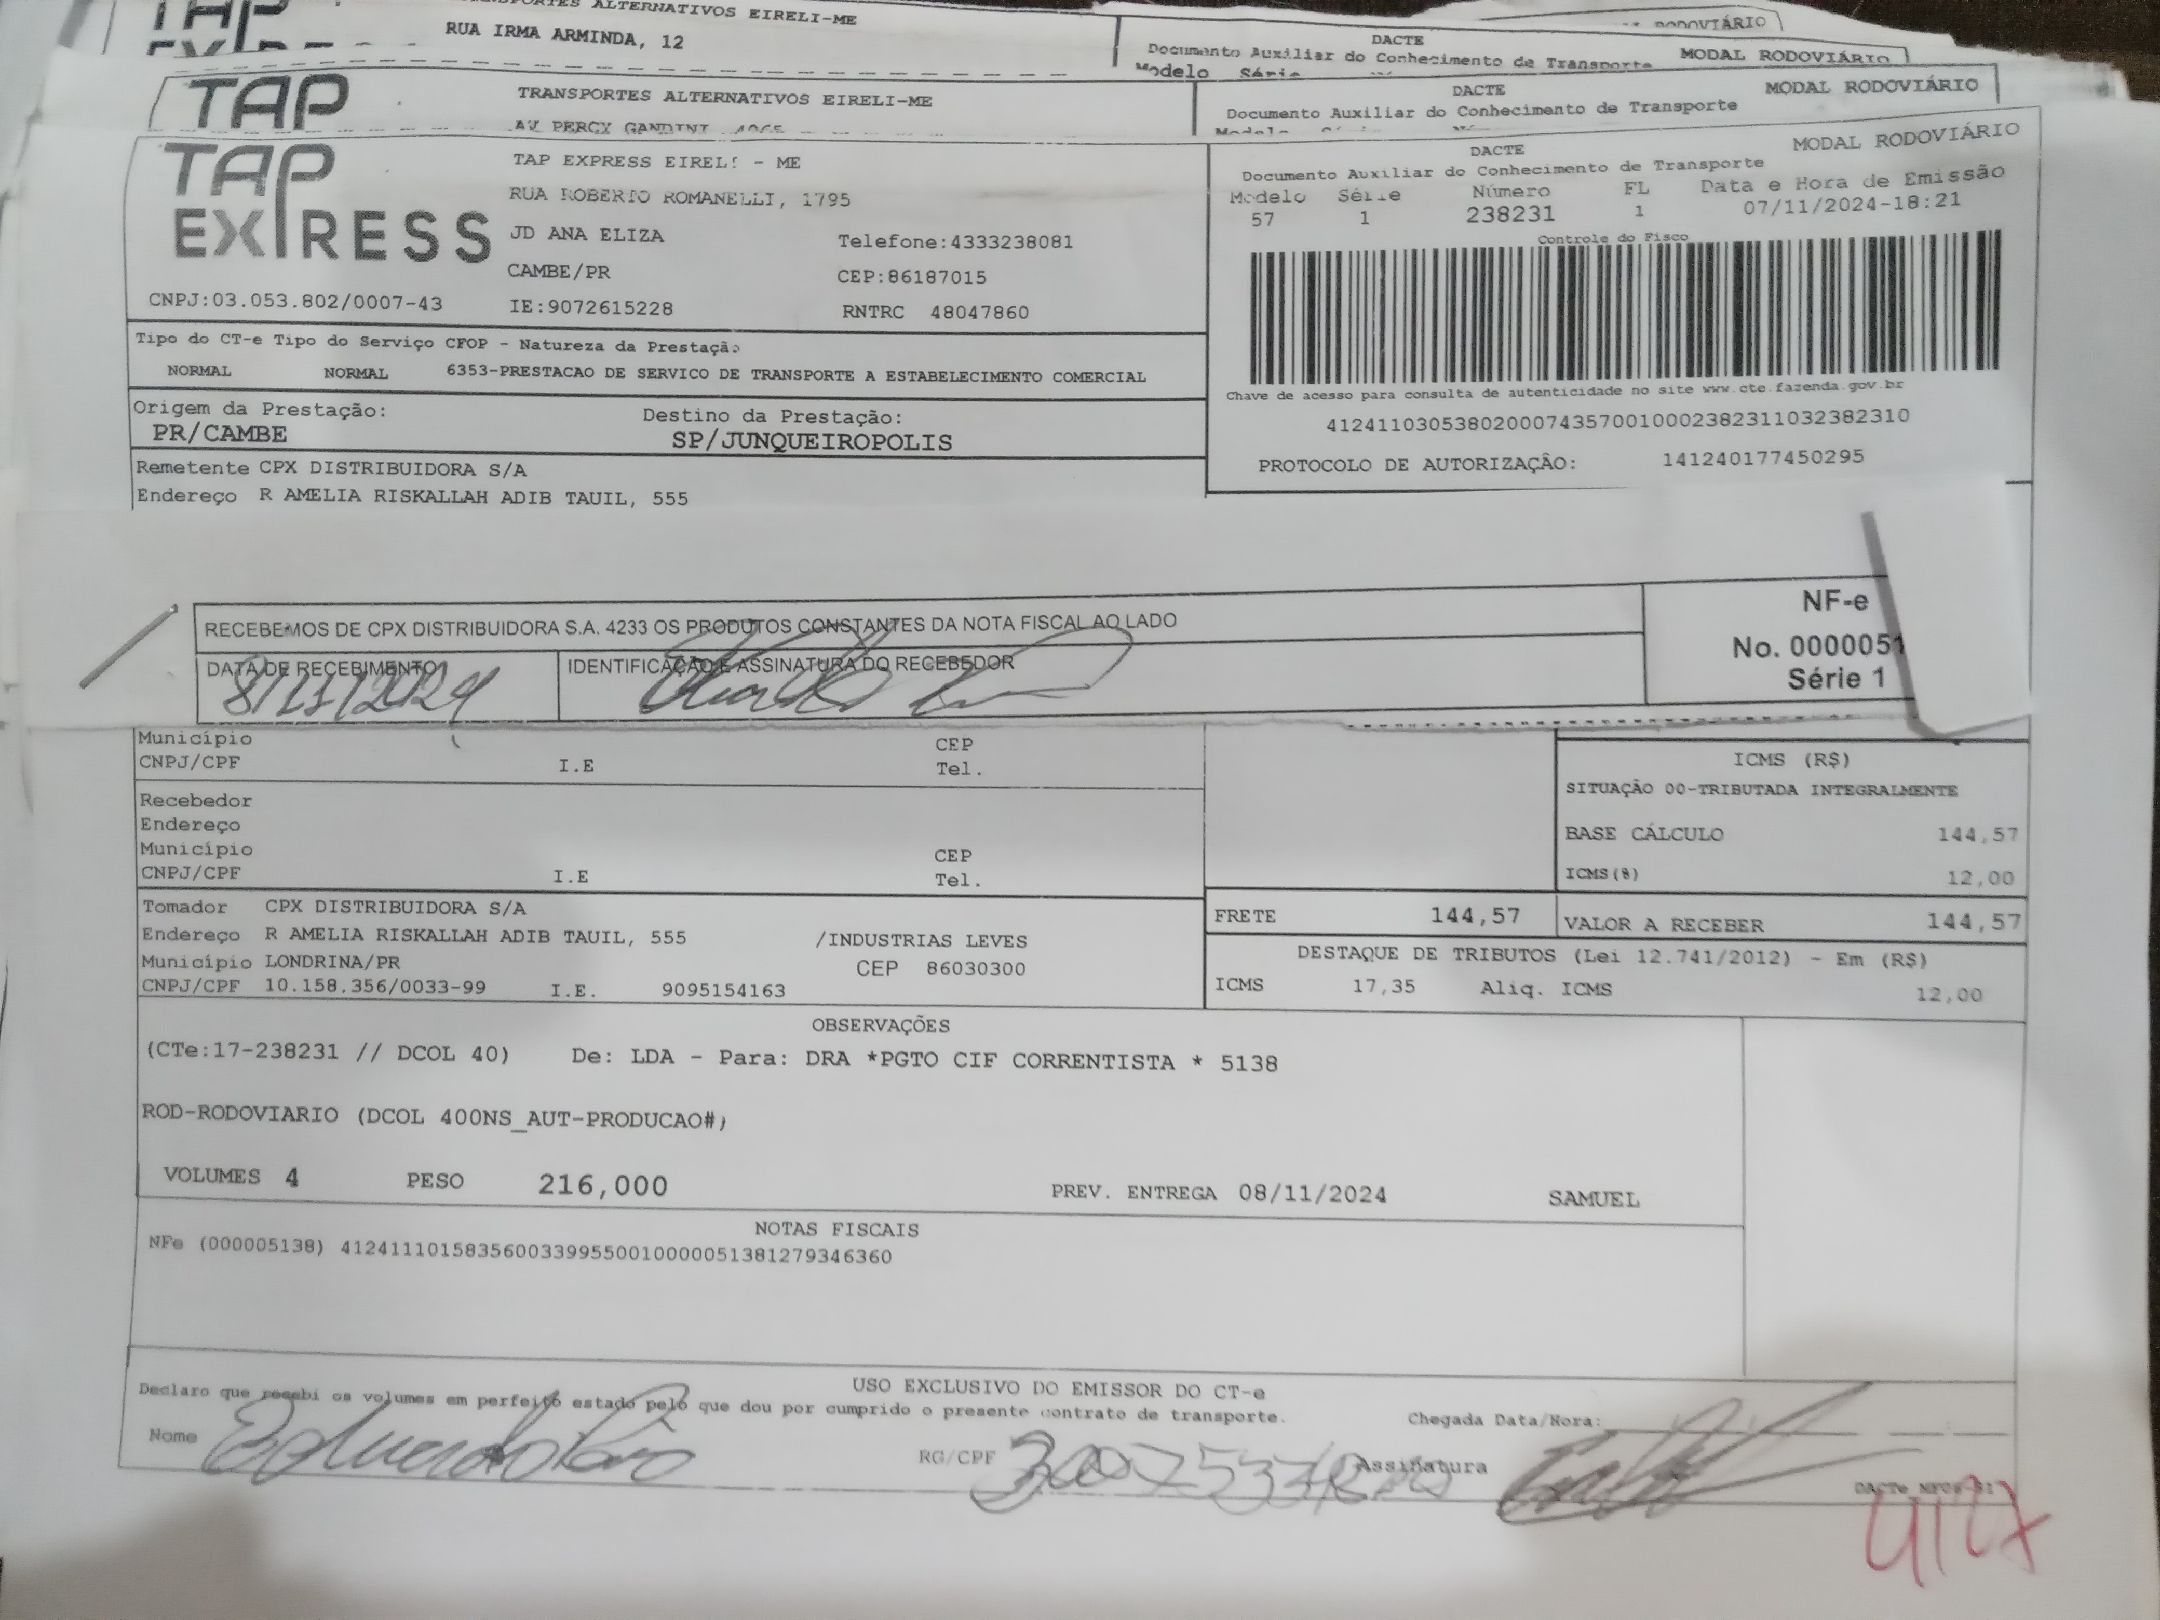 ALTERNATIVOS EIRELI-ME
RUA IRMA ARMINDA, 12
DACTE
Documento Auxiliar do Conhecimento de Transporte
MODAL RODOVIÁRIO
Modelo Série
RODOVIÁRIO
TAP
TRANSPORTES ALTERNATIVOS EIRELI-ME
AV PERCY GANDINI
DACTE
MODAL RODOVIÁRIO
Documento Auxiliar do Conhecimento de Transporte
TAP EXPRESS
TAP EXPRESS EIRELI - ME
RUA ROBERTO ROMANELLI, 1795
JD ANA ELIZA
Telefone:4333238081
CAMBE/PR
CEP:86187015
CNPJ:03.053.802/0007-43
IE:9072615228
RNTRC 48047860
DACTE
MODAL RODOVIÁRIO
Documento Auxiliar do Conhecimento de Transporte
Modelo Série Número FL Data e Hora de Emissão
57 1 238231 1 07/11/2024-18:21
Controle do Fisco
Chave de acesso para consulta de autenticidade no site www.cte.fazenda.gov.br
41241103053802000743570010002382311032382310
PROTOCOLO DE AUTORIZAÇÃO: 141240177450295
Tipo do CT-e Tipo do Serviço CFOP - Natureza da Prestação
NORMAL NORMAL 6353-PRESTACAO DE SERVICO DE TRANSPORTE A ESTABELECIMENTO COMERCIAL
Origem da Prestação: Destino da Prestação:
PR/CAMBE SP/JUNQUEIROPOLIS
Remetente CPX DISTRIBUIDORA S/A
Endereço R AMELIA RISKALLAH ADIB TAUIL, 555
RECEBEMOS DE CPX DISTRIBUIDORA S.A. 4233 OS PRODUTOS CONSTANTES DA NOTA FISCAL AO LADO
DATA DE RECEBIMENTO
IDENTIFICAÇÃO E ASSINATURA DO RECEBEDOR
8/11/2024
NF-e
No. 0000051
Série 1
Município CEP
CNPJ/CPF I.E Tel.
Recebedor
Endereço
Município CEP
CNPJ/CPF I.E Tel.
ICMS (R$)
SITUAÇÃO 00-TRIBUTADA INTEGRALMENTE
BASE CÁLCULO 144,57
ICMS(%) 12,00
Tomador CPX DISTRIBUIDORA S/A
Endereço R AMELIA RISKALLAH ADIB TAUIL, 555 /INDUSTRIAS LEVES
Município LONDRINA/PR CEP 86030300
CNPJ/CPF 10.158.356/0033-99 I.E. 9095154163
FRETE 144,57 VALOR A RECEBER 144,57
DESTAQUE DE TRIBUTOS (Lei 12.741/2012) - Em (R$)
ICMS 17,35 Aliq. ICMS 12,00
OBSERVAÇÕES
(CTe:17-238231 // DCOL 40) De: LDA - Para: DRA *PGTO CIF CORRENTISTA * 5138
ROD-RODOVIARIO (DCOL 400NS_AUT-PRODUCAO#)
VOLUMES 4 PESO 216,000 PREV. ENTREGA 08/11/2024 SAMUEL
NOTAS FISCAIS
NFe (000005138) 41241110158356003399550010000051381279346360
USO EXCLUSIVO DO EMISSOR DO CT-e
Declaro que recebi os volumes em perfeito estado pelo que dou por cumprido o presente contrato de transporte.
Chegada Data/Hora:
Nome
RG/CPF
Assinatura